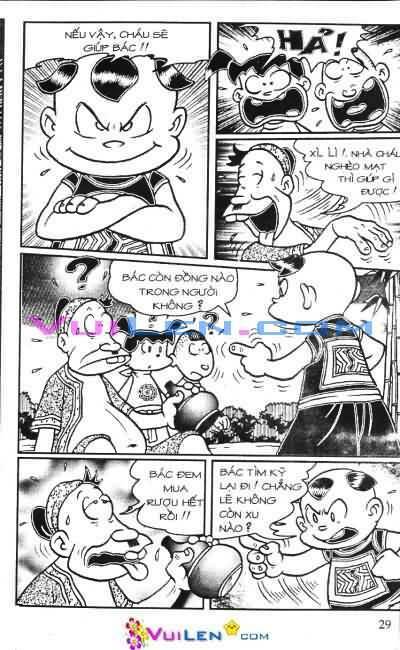 NẾU VẬY, CHÁU SẼ
GIÚP BÁC !!
HẢ!
XÌ, LÌ ! NHÀ CHÁU
NGHÈO MẠT
THÌ GIÚP GÌ
ĐƯỢC !
BÁC CÒN ĐỒNG NÀO
TRONG NGƯỜI
KHÔNG ?
?
?
VuiLen.com
BÁC ĐEM
MUA
RƯỢU HẾT
RỒI !!
BÁC TÌM KỸ
LẠI ĐI ! CHẲNG
LẼ KHÔNG
CÒN XU
NÀO ?
29
VuiLen.com